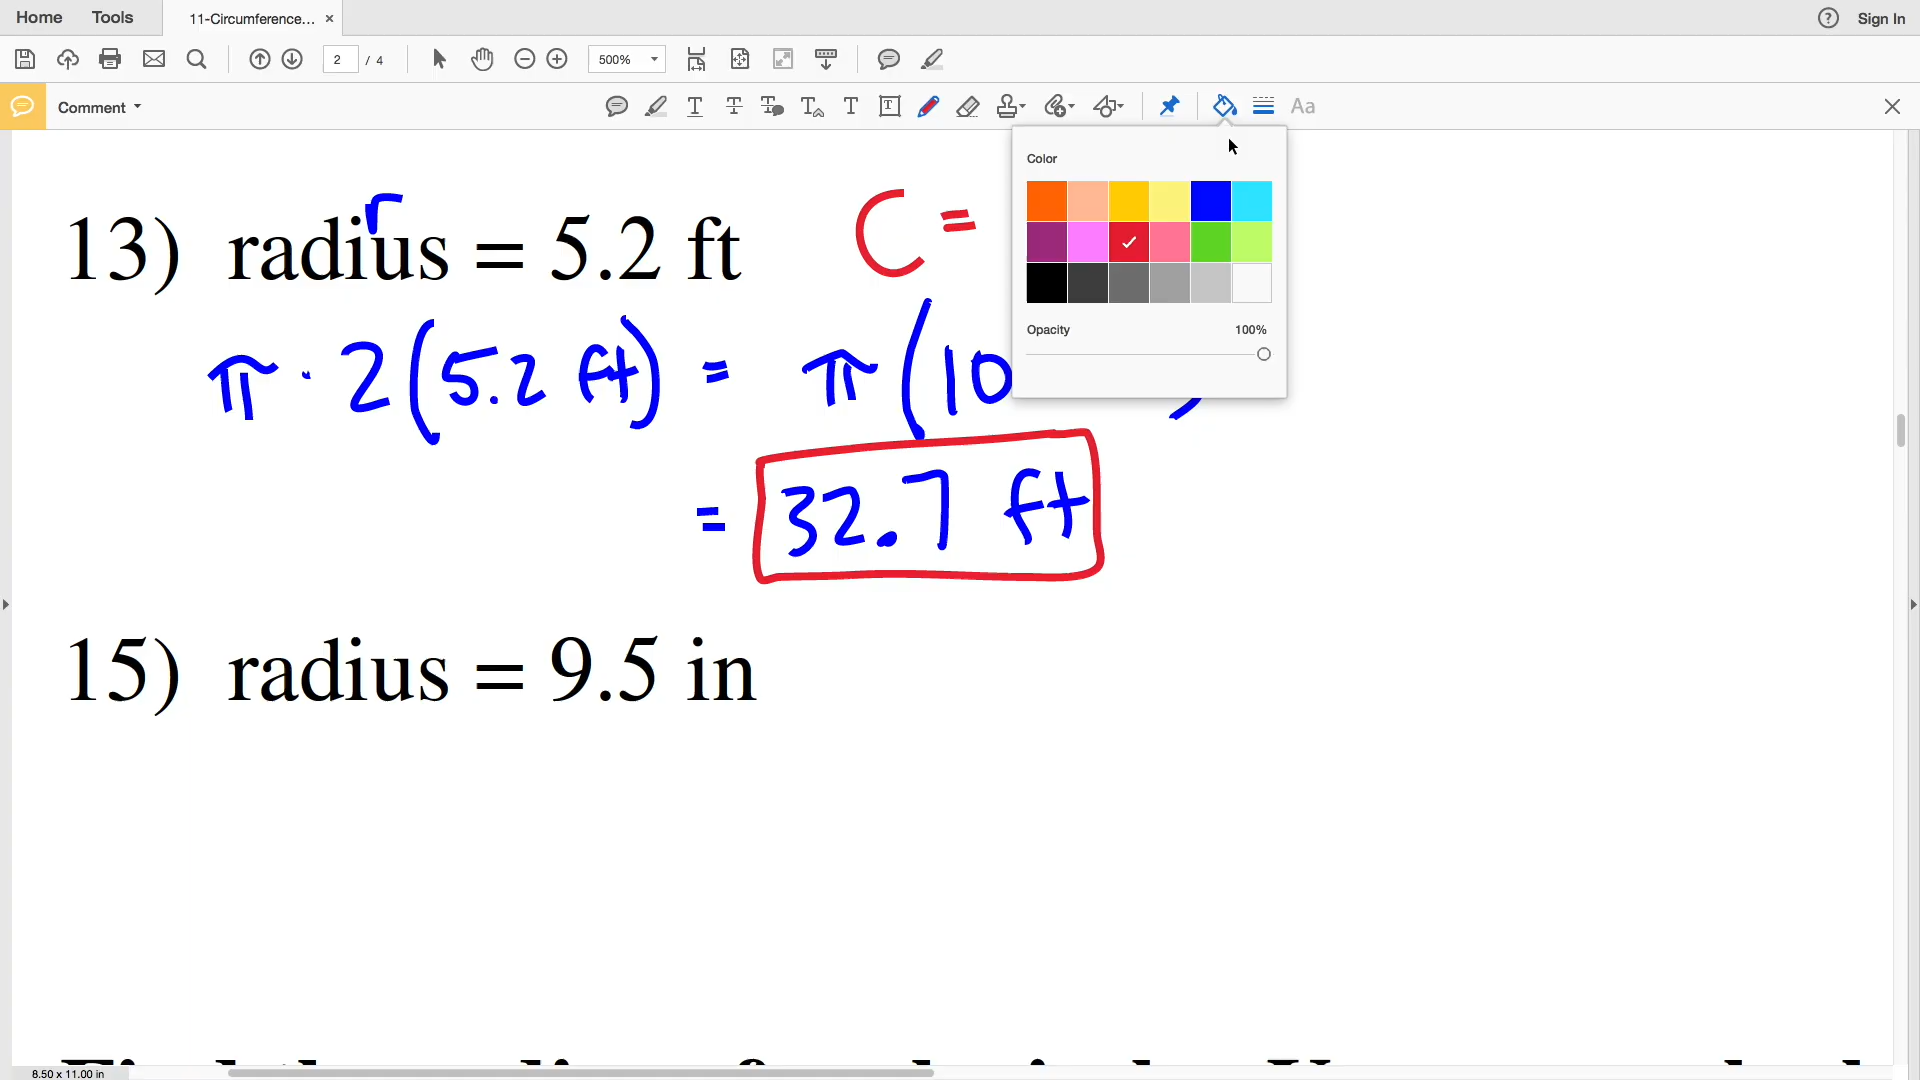 Home Tools 11-Circumference... × Sign In
2 / 4 500%
Comment Aa
Color
Opacity 100%
13) radius = 5.2 ft
r
C =
π · 2(5.2 ft) = π(10
= 32.7 ft
15) radius = 9.5 in
8.50 x 11.00 in